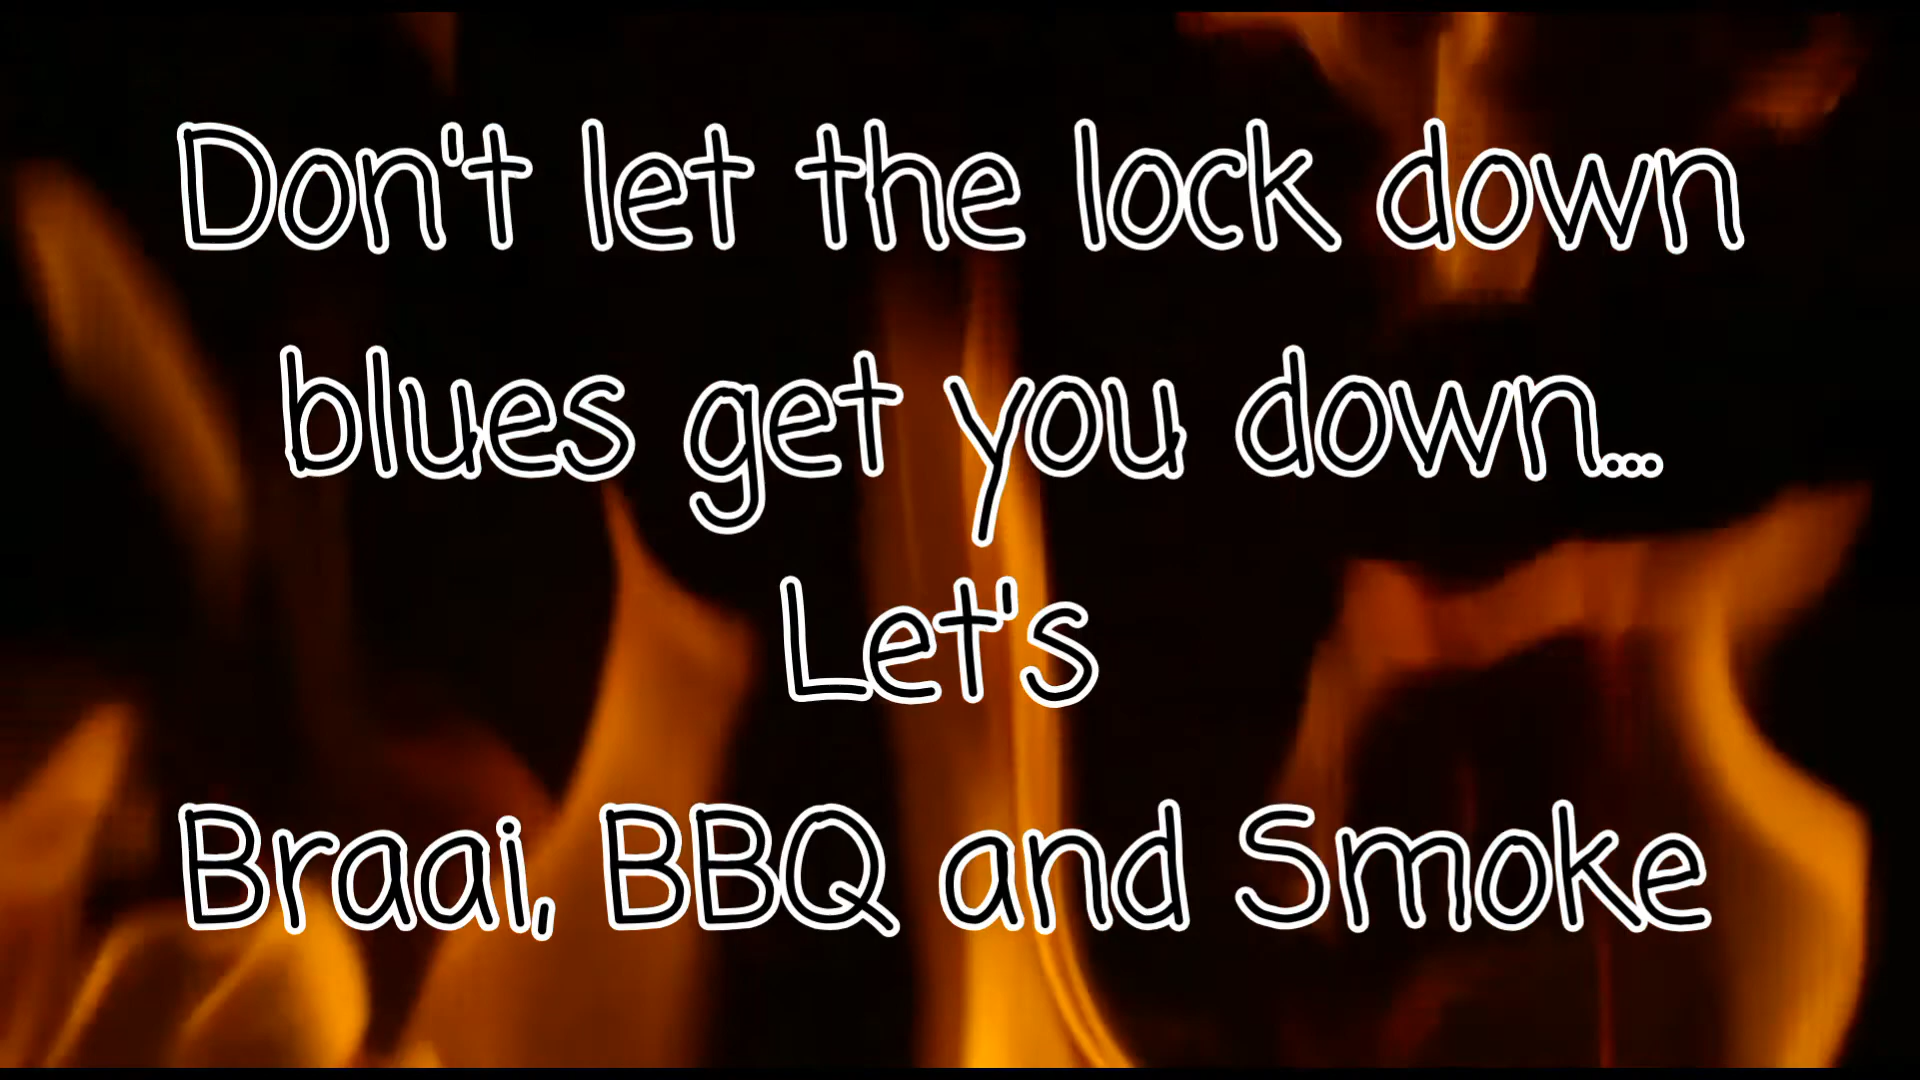 Don't let the lock down
blues get you down...
Let's
Braai, BBQ and Smoke